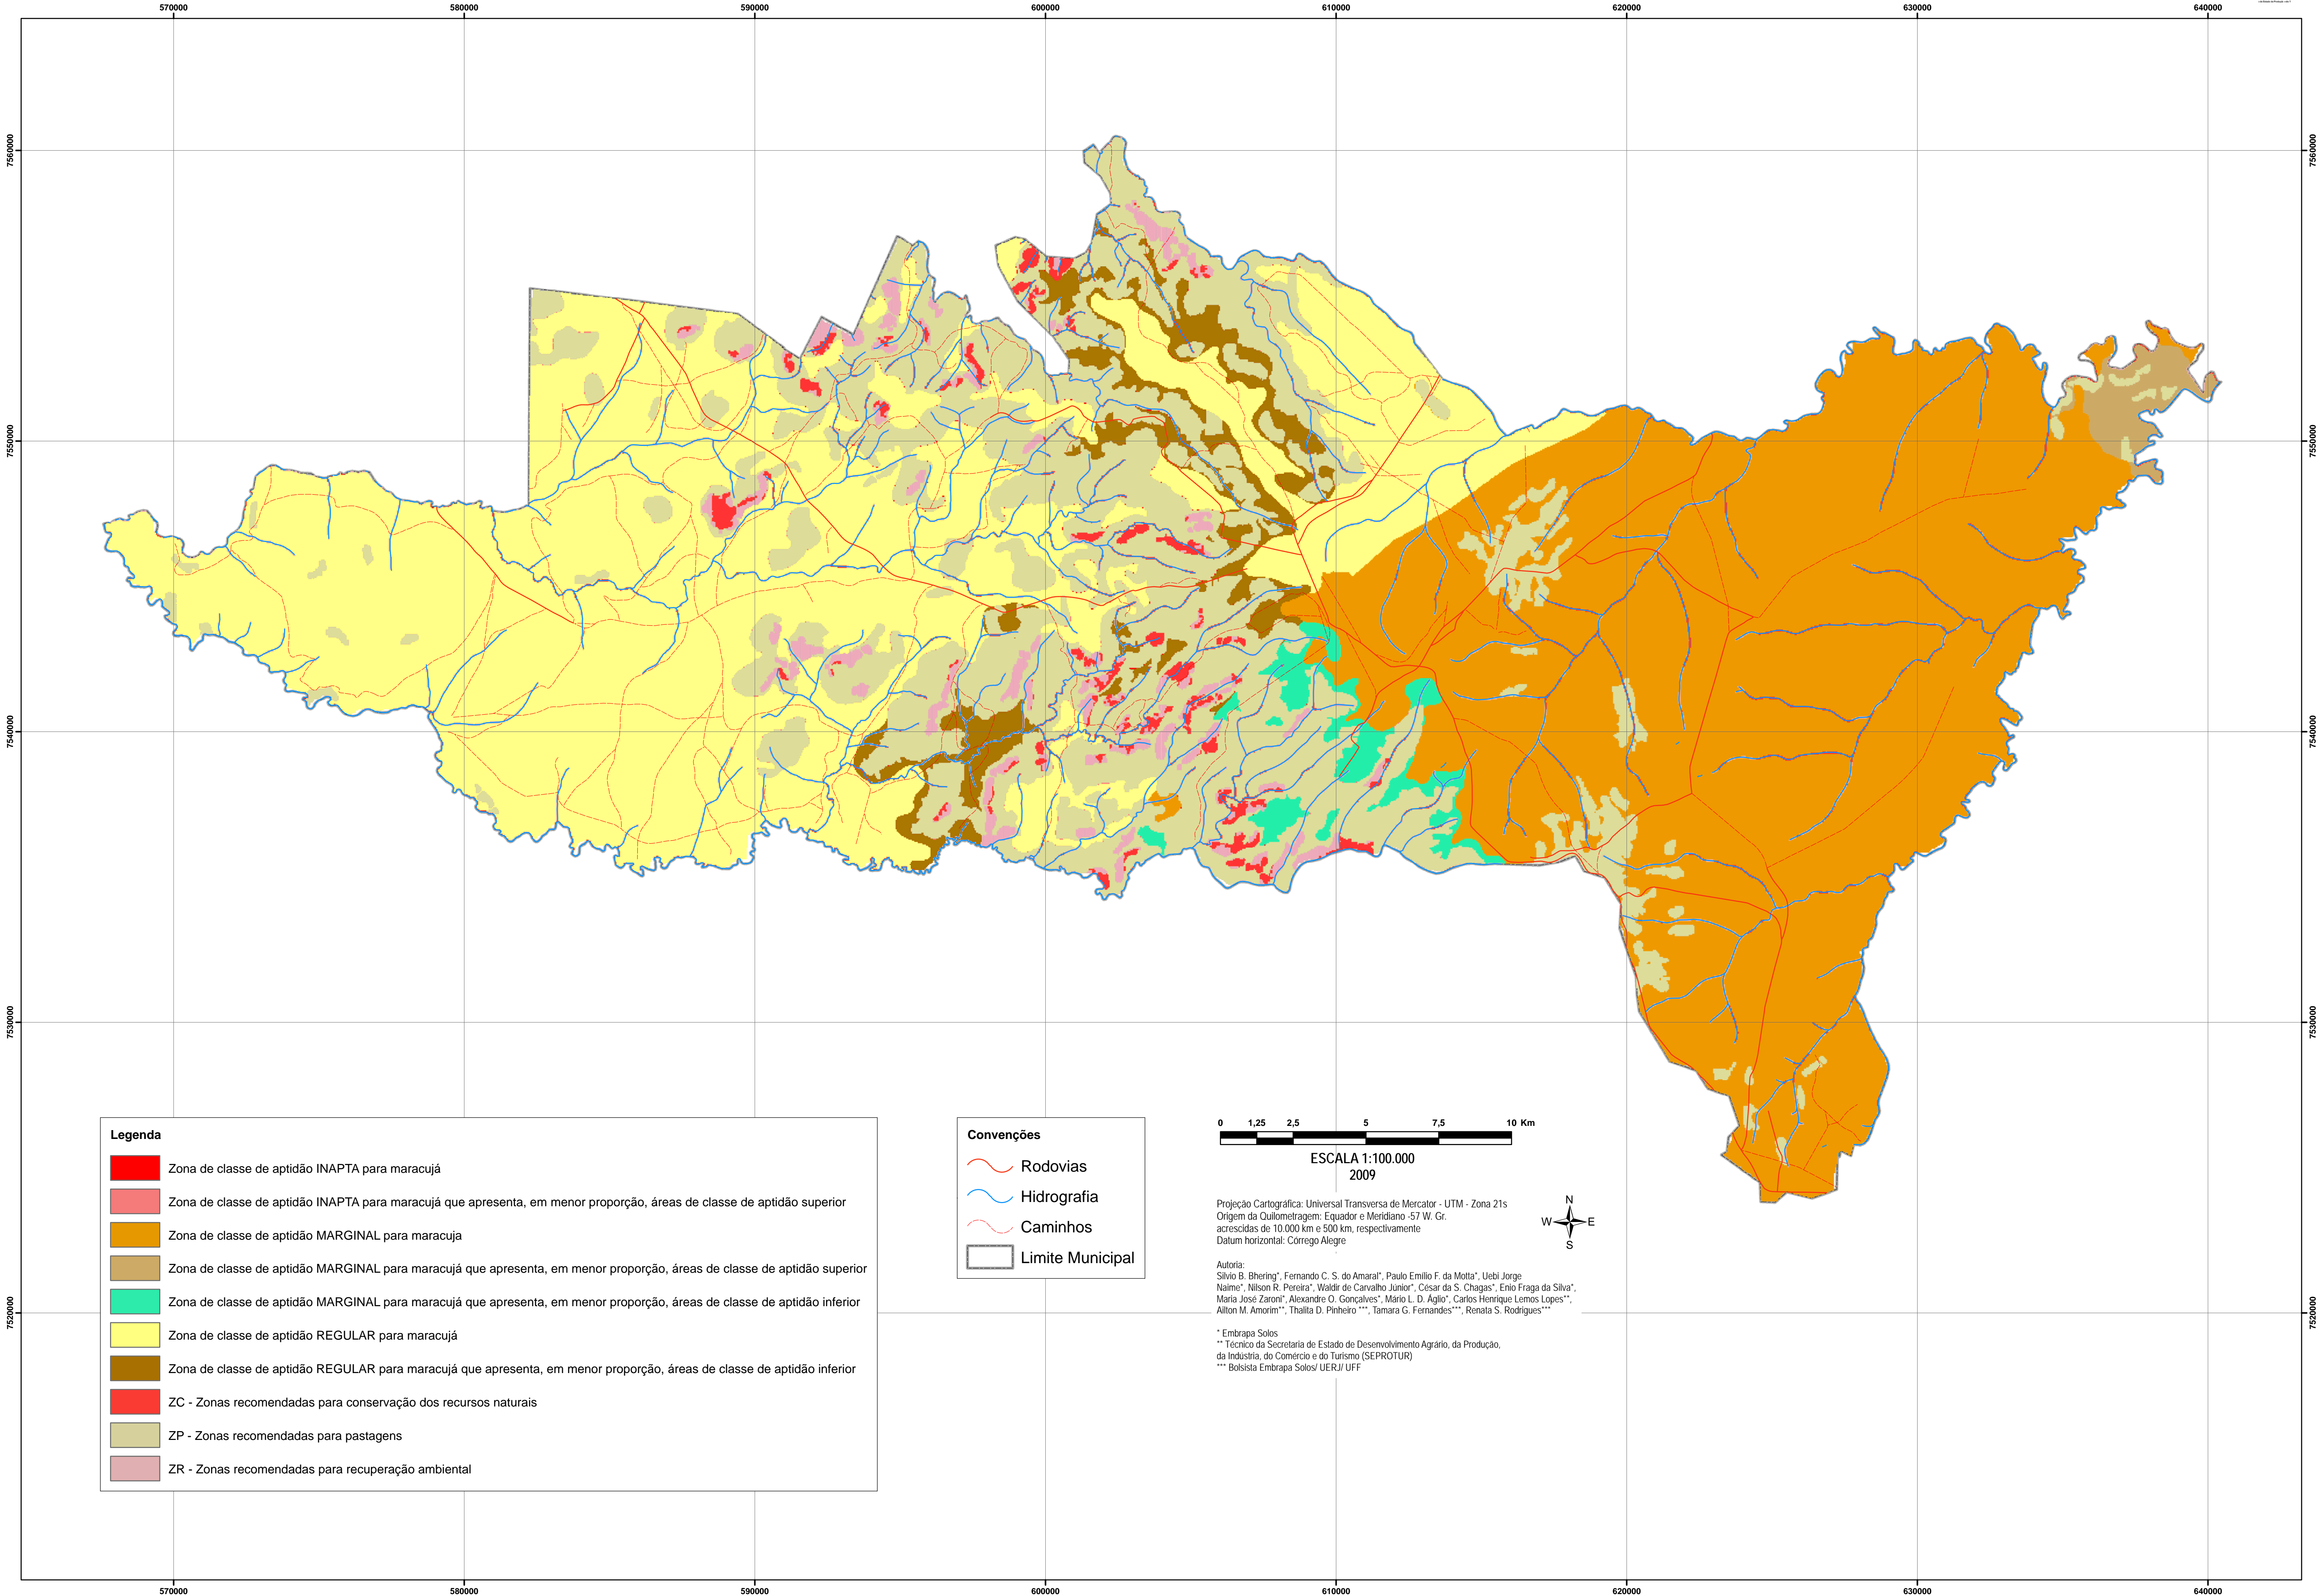 570000 580000 590000 600000 610000 620000 630000 640000
7560000 7560000
7550000 7550000
7540000 7540000
7530000 7530000
7520000 7520000
Legenda
Zona de classe de aptidão INAPTA para maracujá
Zona de classe de aptidão INAPTA para maracujá que apresenta, em menor proporção, áreas de classe de aptidão superior
Zona de classe de aptidão MARGINAL para maracuja
Zona de classe de aptidão MARGINAL para maracujá que apresenta, em menor proporção, áreas de classe de aptidão superior
Zona de classe de aptidão MARGINAL para maracujá que apresenta, em menor proporção, áreas de classe de aptidão inferior
Zona de classe de aptidão REGULAR para maracujá
Zona de classe de aptidão REGULAR para maracujá que apresenta, em menor proporção, áreas de classe de aptidão inferior
ZC - Zonas recomendadas para conservação dos recursos naturais
ZP - Zonas recomendadas para pastagens
ZR - Zonas recomendadas para recuperação ambiental
Convenções
Rodovias
Hidrografia
Caminhos
Limite Municipal
0 1,25 2,5 5 7,5 10 Km
ESCALA 1:100.000
2009
Projeção Cartográfica: Universal Transversa de Mercator - UTM - Zona 21s
Origem da Quilometragem: Equador e Meridiano -57 W. Gr.
acrescidas de 10.000 km e 500 km, respectivamente
Datum horizontal: Córrego Alegre
N
W E
S
Autoria:
Silvio B. Bhering*, Fernando C. S. do Amaral*, Paulo Emílio F. da Motta*, Uebi Jorge
Naime*, Nilson R. Pereira*, Waldir de Carvalho Júnior*, César da S. Chagas*, Enio Fraga da Silva*,
Maria José Zaroni*, Alexandre O. Gonçalves*, Mário L. D. Áglio*, Carlos Henrique Lemos Lopes**,
Ailton M. Amorim**, Thalita D. Pinheiro ***, Tamara G. Fernandes***, Renata S. Rodrigues***
* Embrapa Solos
** Técnico da Secretaria de Estado de Desenvolvimento Agrário, da Produção,
da Indústria, do Comércio e do Turismo (SEPROTUR)
*** Bolsista Embrapa Solos/ UERJ/ UFF
570000 580000 590000 600000 610000 620000 630000 640000